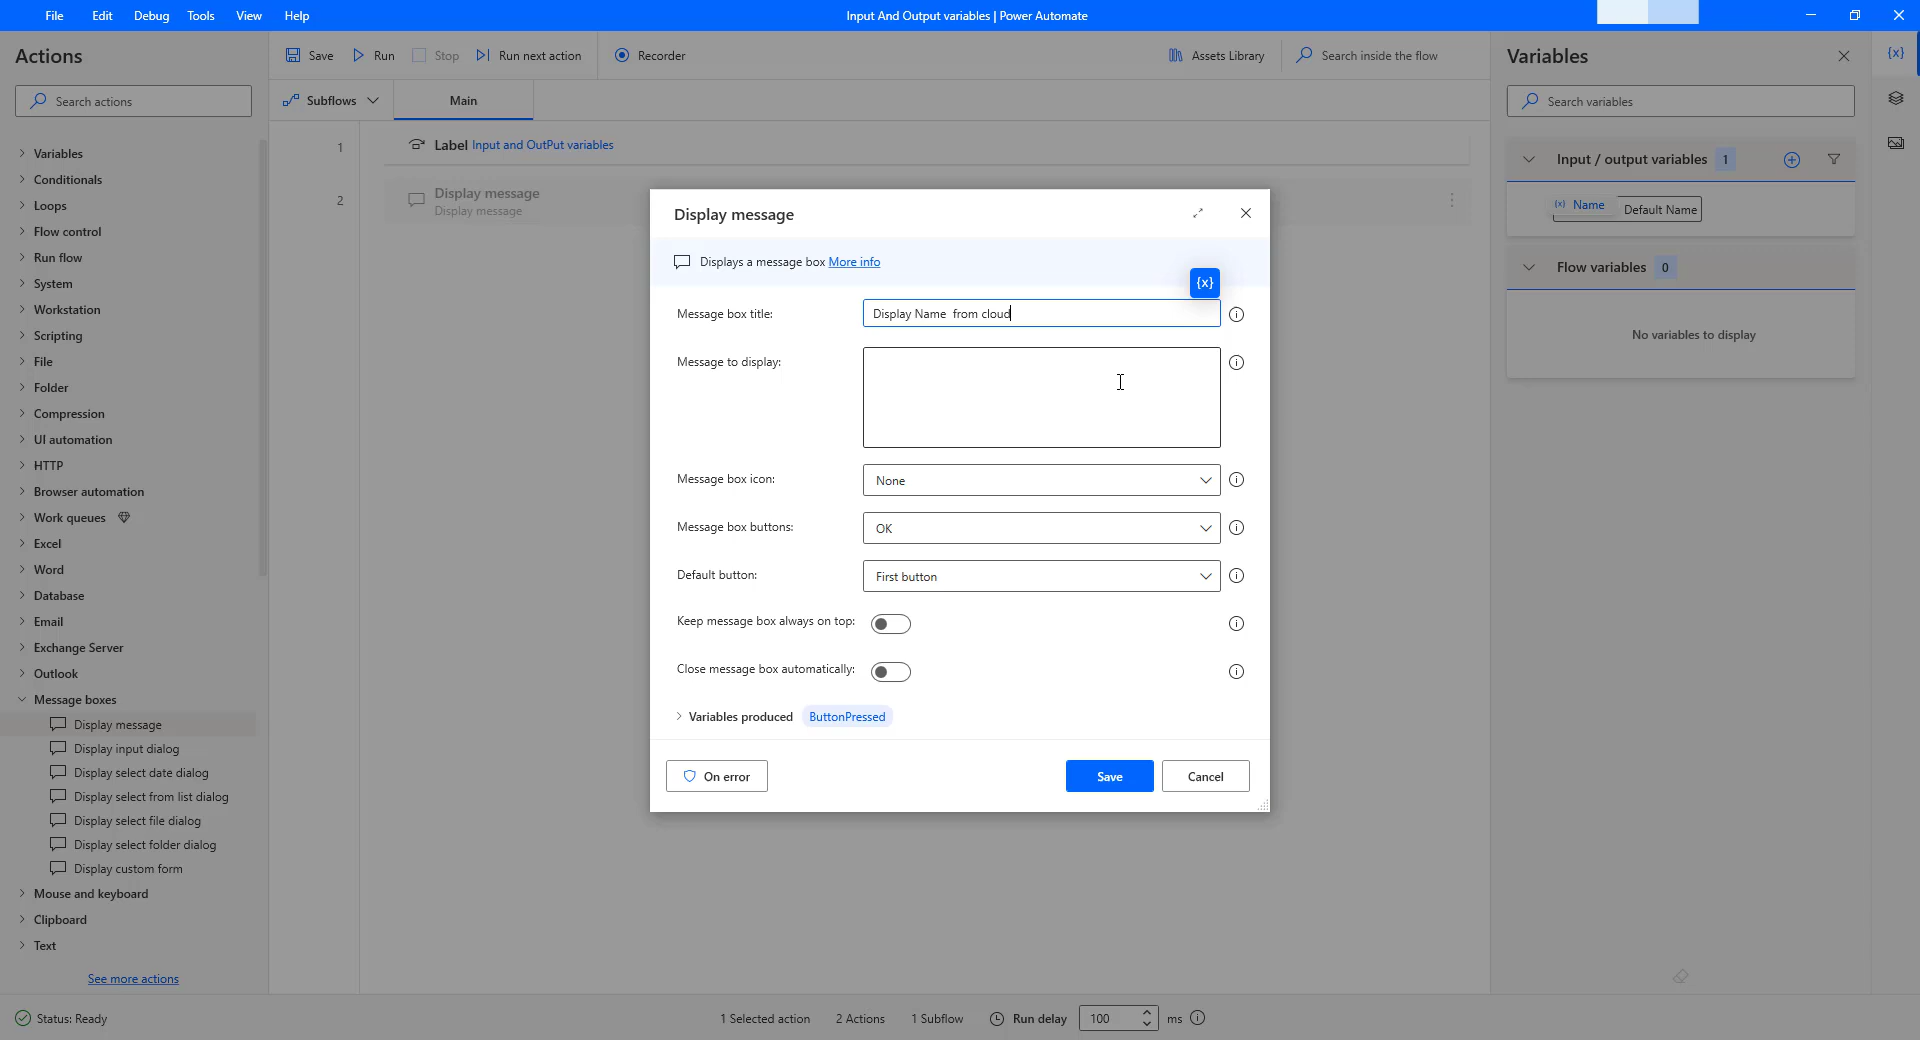 File Edit Debug Tools View Help
Input And Output variables | Power Automate
Actions
Search actions
Variables
Conditionals
Loops
Flow control
Run flow
System
Workstation
Scripting
File
Folder
Compression
UI automation
HTTP
Browser automation
Work queues
Excel
Word
Database
Email
Exchange Server
Outlook
Message boxes
Display message
Display input dialog
Display select date dialog
Display select from list dialog
Display select file dialog
Display select folder dialog
Display custom form
Mouse and keyboard
Clipboard
Text
See more actions
Save Run Stop Run next action Recorder Assets Library Search inside the flow
Subflows Main
1 Label Input and OutPut variables
2 Display message
Display message
Display message
Displays a message box More info
{x}
Message box title: Display Name  from cloud
Message to display:
Message box icon: None
Message box buttons: OK
Default button: First button
Keep message box always on top:
Close message box automatically:
Variables produced ButtonPressed
On error Save Cancel
Variables
{x}
Search variables
Input / output variables 1
(x) Name Default Name
Flow variables 0
No variables to display
Status: Ready 1 Selected action 2 Actions 1 Subflow Run delay 100 ms